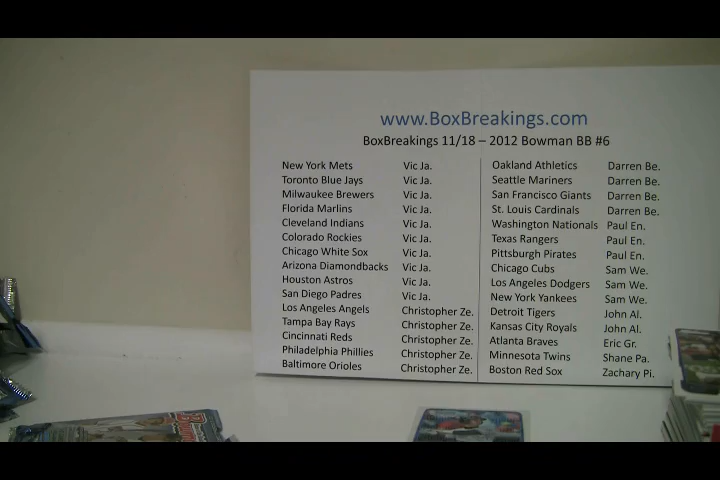 www.BoxBreakings.com
BoxBreakings 11/18 – 2012 Bowman BB #6
New York Mets Vic Ja.
Toronto Blue Jays Vic Ja.
Milwaukee Brewers Vic Ja.
Florida Marlins Vic Ja.
Cleveland Indians Vic Ja.
Colorado Rockies Vic Ja.
Chicago White Sox Vic Ja.
Arizona Diamondbacks Vic Ja.
Houston Astros Vic Ja.
San Diego Padres Vic Ja.
Los Angeles Angels Christopher Ze.
Tampa Bay Rays Christopher Ze.
Cincinnati Reds Christopher Ze.
Philadelphia Phillies Christopher Ze.
Baltimore Orioles Christopher Ze.
Oakland Athletics Darren Be.
Seattle Mariners Darren Be.
San Francisco Giants Darren Be.
St. Louis Cardinals Darren Be.
Washington Nationals Paul En.
Texas Rangers Paul En.
Pittsburgh Pirates Paul En.
Chicago Cubs Sam We.
Los Angeles Dodgers Sam We.
New York Yankees Sam We.
Detroit Tigers John Al.
Kansas City Royals John Al.
Atlanta Braves Eric Gr.
Minnesota Twins Shane Pa.
Boston Red Sox Zachary Pi.